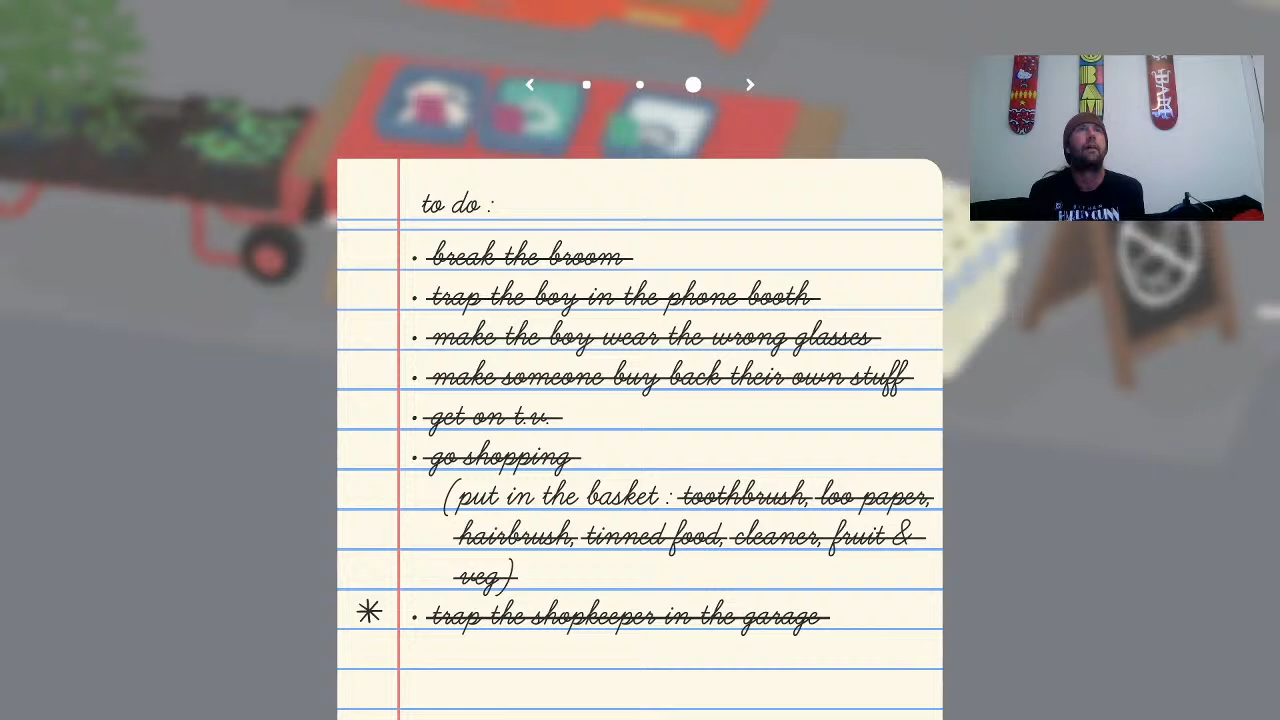 to do :
• break the broom
• trap the boy in the phone booth
• make the boy wear the wrong glasses
• make someone buy back their own stuff
• get on t.v.
• go shopping
(put in the basket : toothbrush, loo paper,
hairbrush, tinned food, cleaner, fruit &
veg)
• trap the shopkeeper in the garage